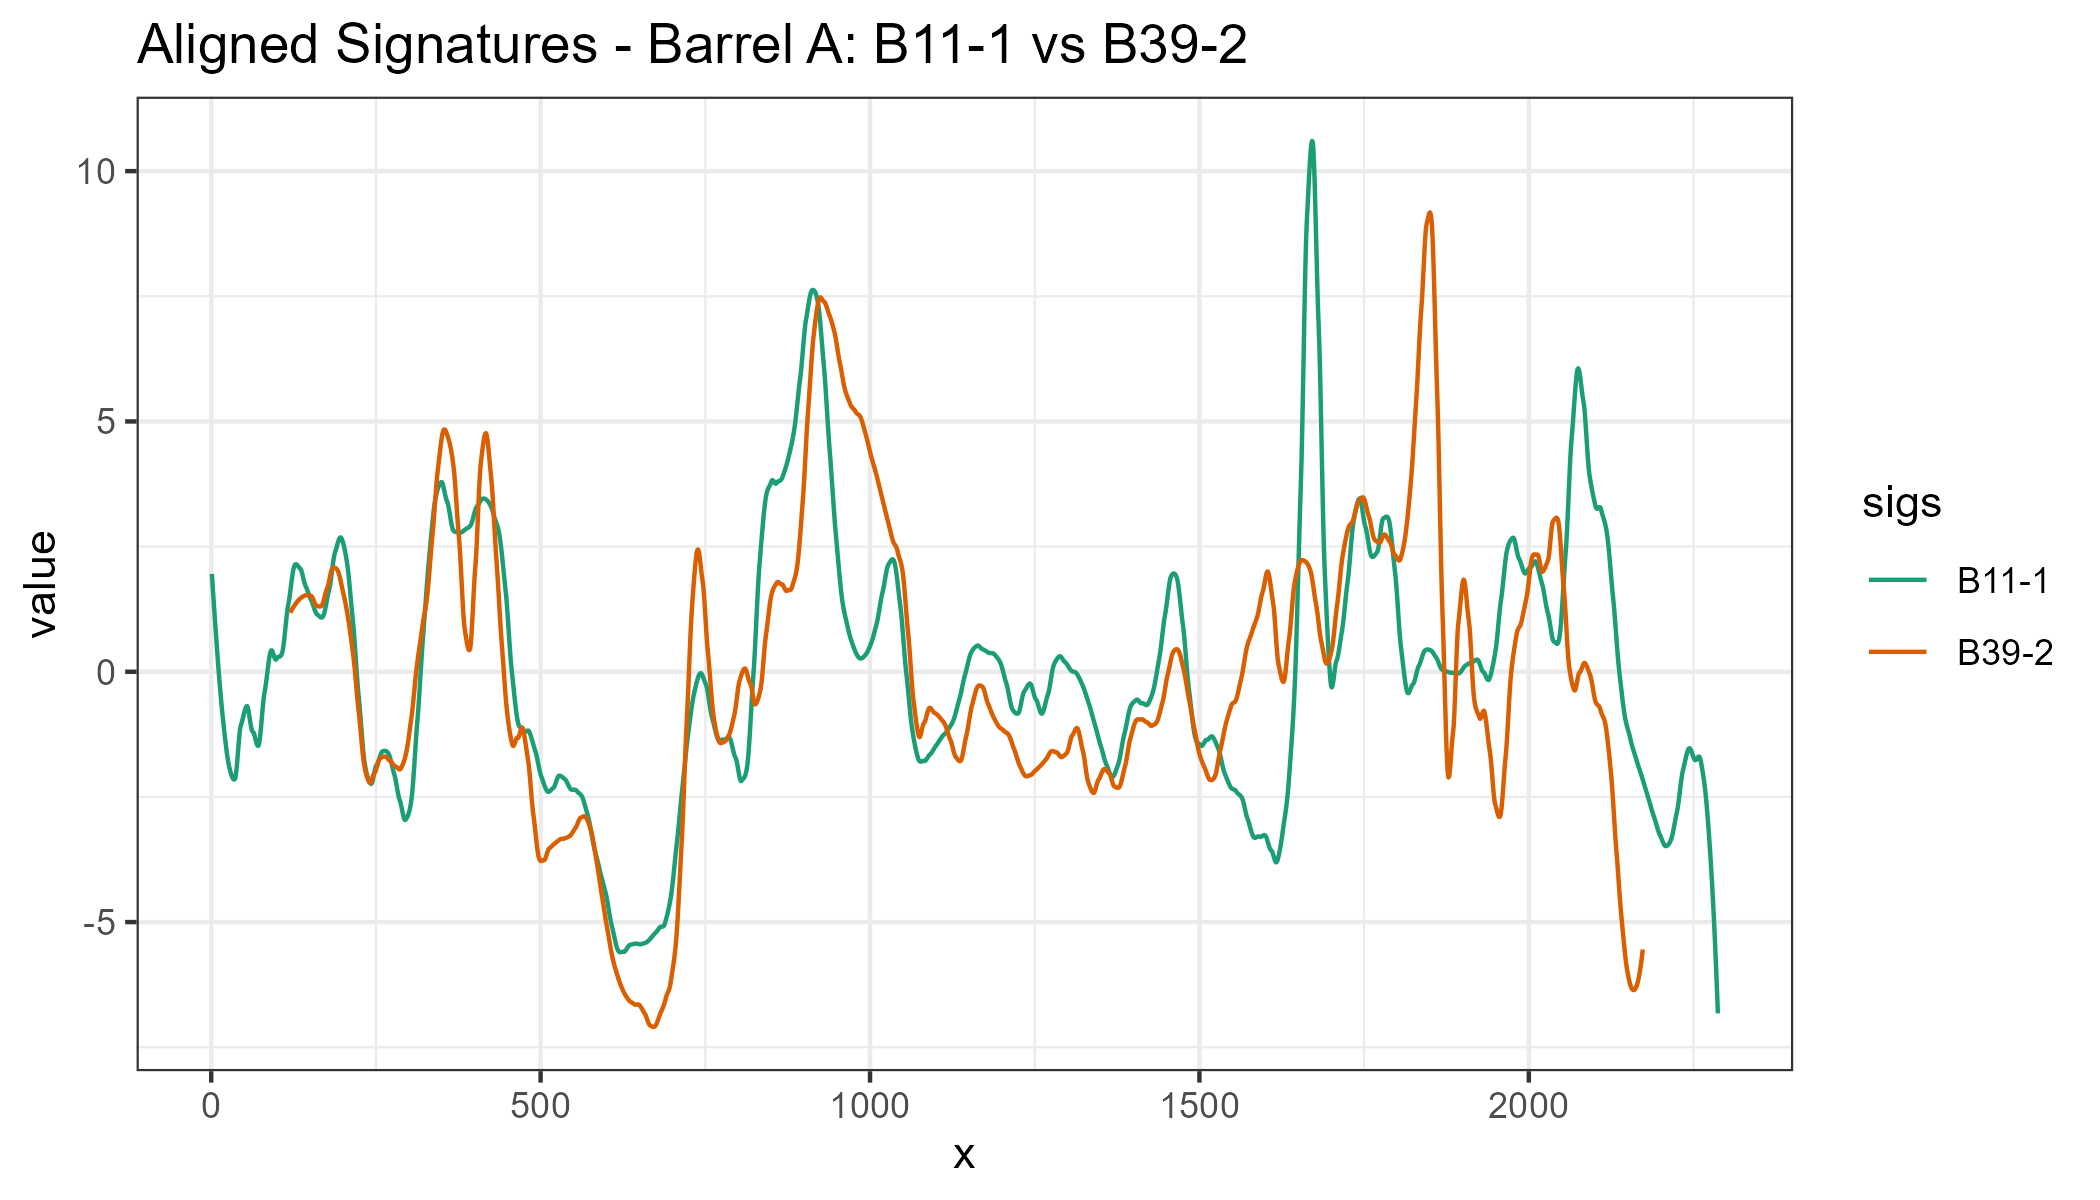 Aligned Signatures - Barrel A: B11-1 vs B39-2
10
5
0
-5
value
0 500 1000 1500 2000
x
sigs
B11-1
B39-2